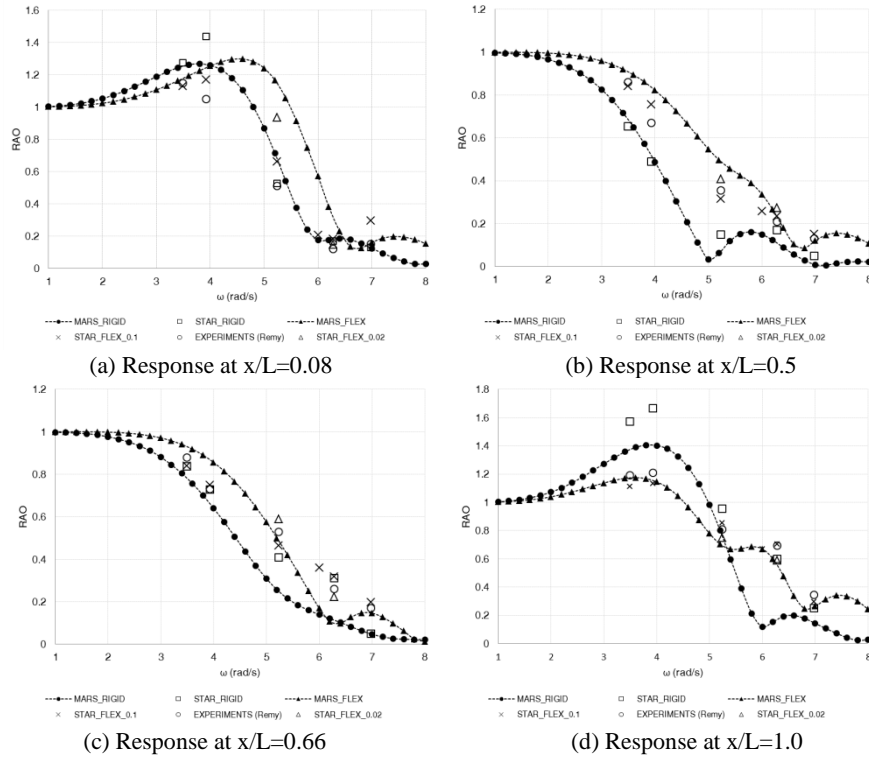 1.6
1.4
1.2
1
0.8
0.6
0.4
0.2
0
RAO
1 2 3 4 5 6 7 8
ω (rad/s)
MARS_RIGID STAR_RIGID MARS_FLEX
STAR_FLEX_0.1 EXPERIMENTS (Remy) STAR_FLEX_0.02
(a) Response at x/L=0.08
1.2
1
0.8
0.6
0.4
0.2
0
RAO
1 2 3 4 5 6 7 8
ω (rad/s)
MARS_RIGID STAR_RIGID MARS_FLEX
STAR_FLEX_0.1 EXPERIMENTS (Remy) STAR_FLEX_0.02
(b) Response at x/L=0.5
1.2
1
0.8
0.6
0.4
0.2
0
RAO
1 2 3 4 5 6 7 8
ω (rad/s)
MARS_RIGID STAR_RIGID MARS_FLEX
STAR_FLEX_0.1 EXPERIMENTS (Remy) STAR_FLEX_0.02
(c) Response at x/L=0.66
1.8
1.6
1.4
1.2
1
0.8
0.6
0.4
0.2
0
RAO
1 2 3 4 5 6 7 8
ω (rad/s)
MARS_RIGID STAR_RIGID MARS_FLEX
STAR_FLEX_0.1 EXPERIMENTS (Remy) STAR_FLEX_0.02
(d) Response at x/L=1.0